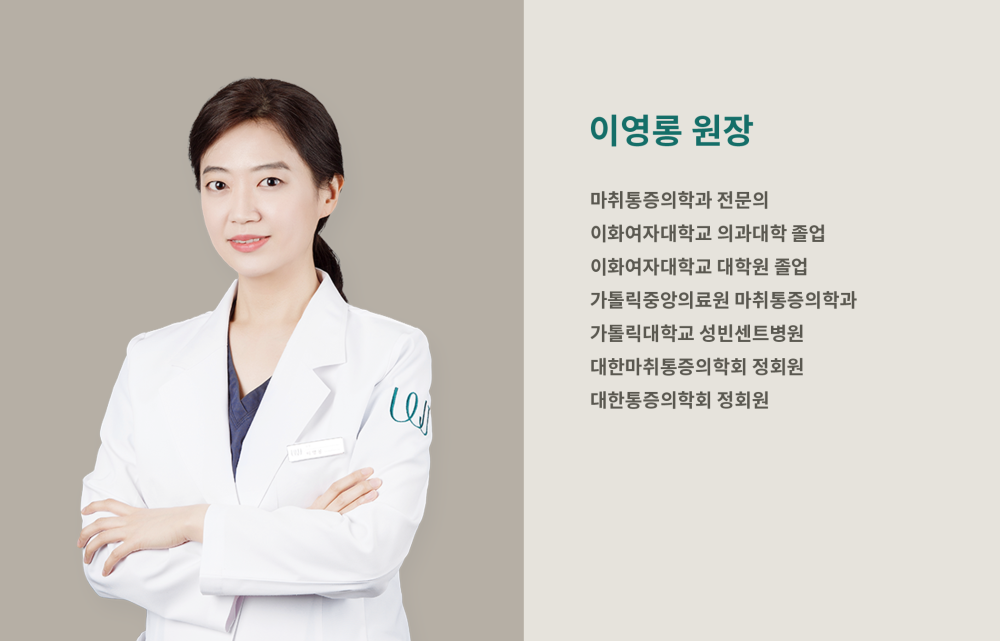 이영롱 원장
마취통증의학과 전문의
이화여자대학교 의과대학 졸업
이화여자대학교 대학원 졸업
가톨릭중앙의료원 마취통증의학과
가톨릭대학교 성빈센트병원
대한마취통증의학회 정회원
대한통증의학회 정회원